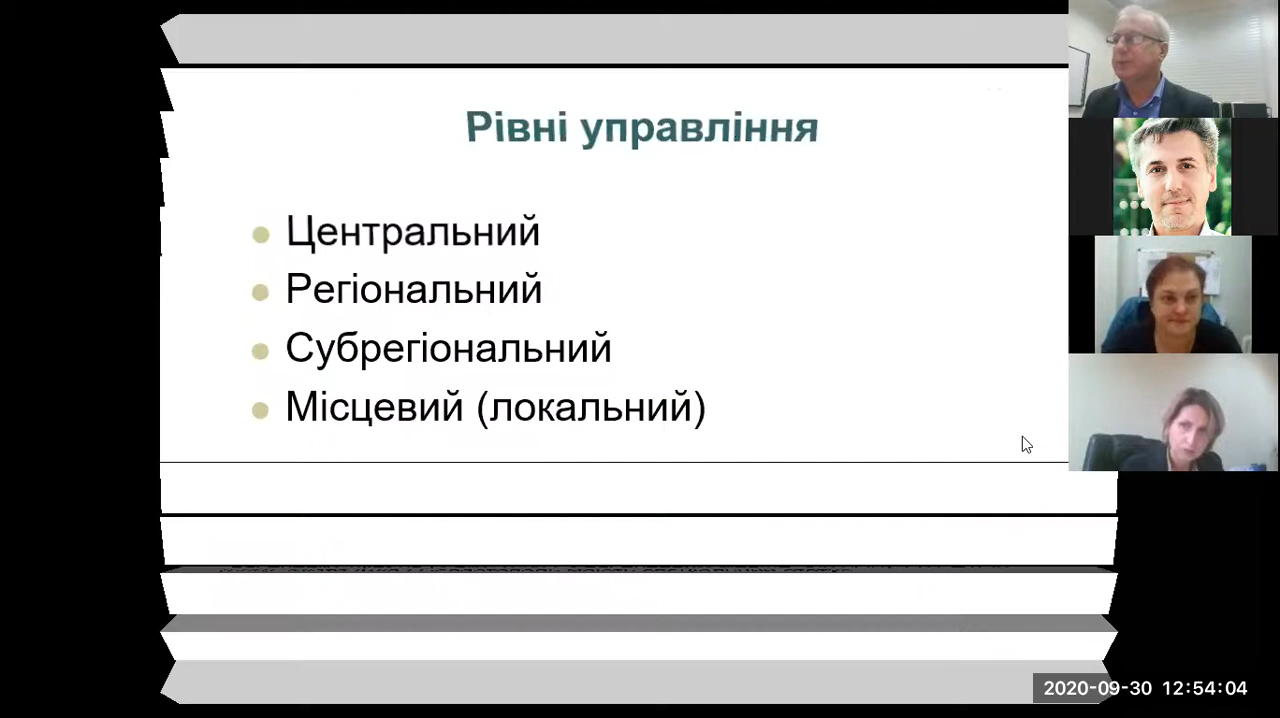 Рівні управління
Центральний
Регіональний
Субрегіональний
Місцевий (локальний)
2020-09-30 12:54:04